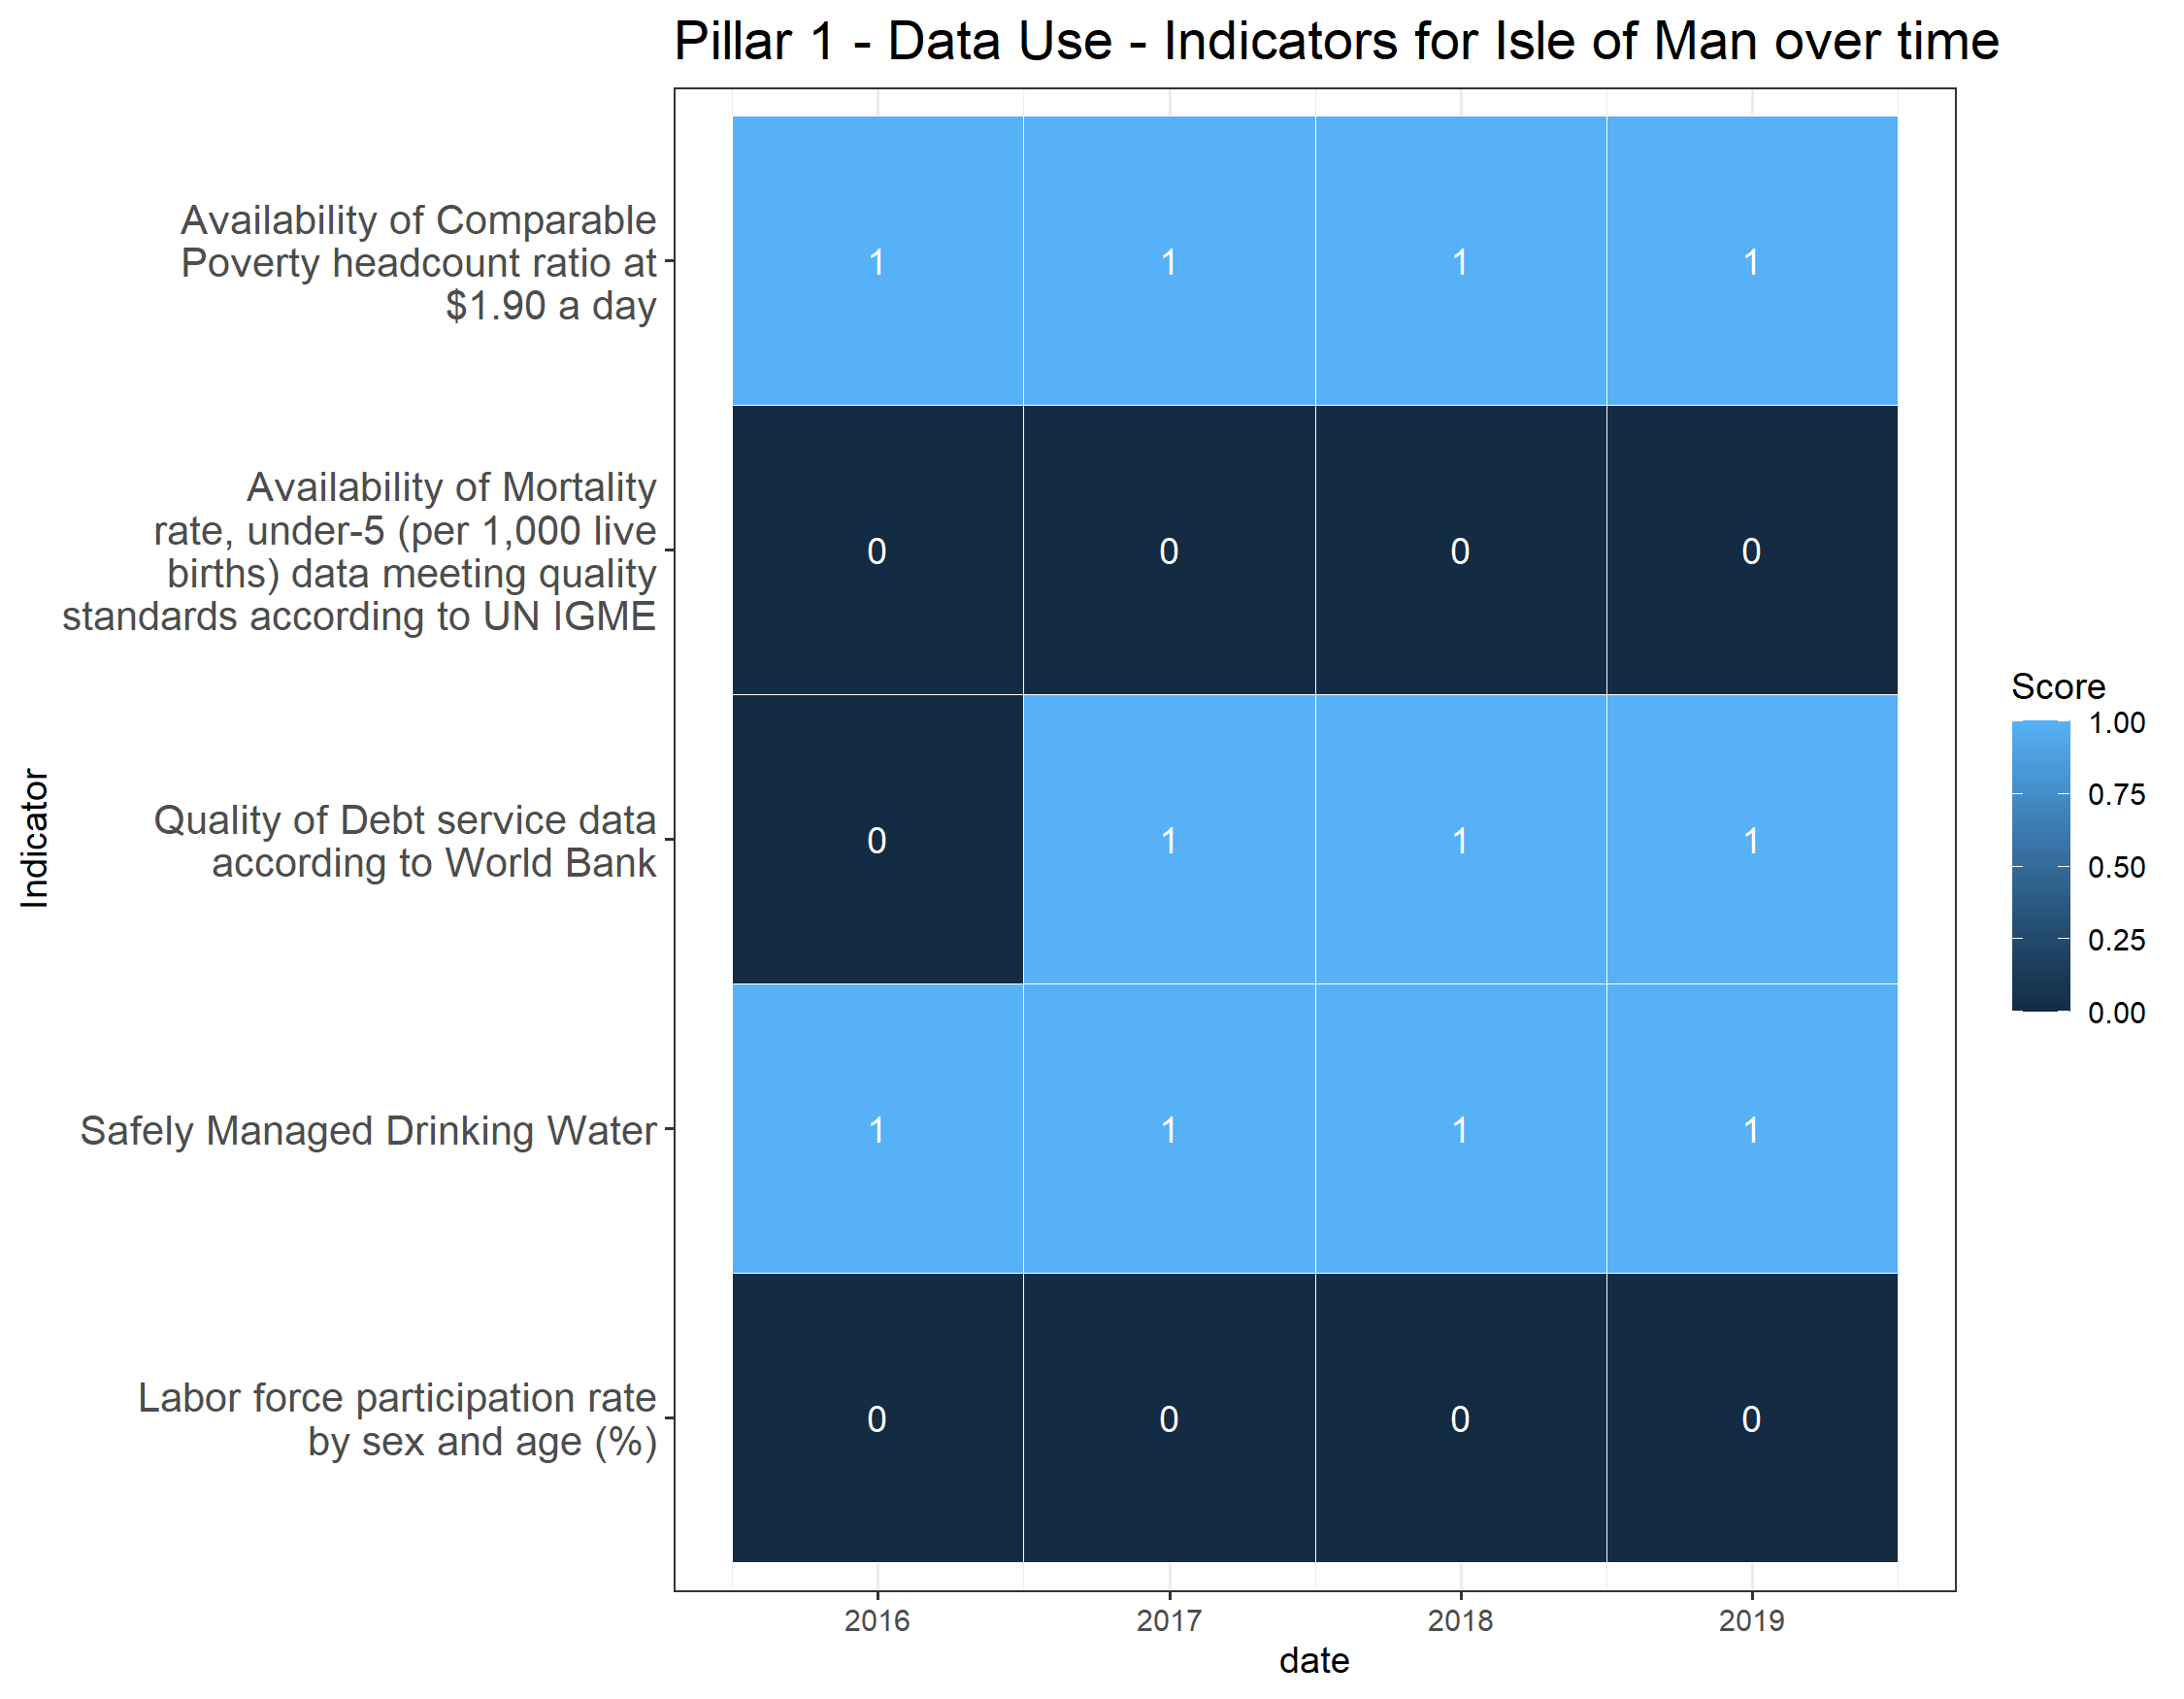 Pillar 1 - Data Use - Indicators for Isle of Man over time
Indicator
Availability of Comparable
Poverty headcount ratio at
$1.90 a day
1 1 1 1
Availability of Mortality
rate, under-5 (per 1,000 live
births) data meeting quality
standards according to UN IGME
0 0 0 0
Quality of Debt service data
according to World Bank
0 1 1 1
Safely Managed Drinking Water
1 1 1 1
Labor force participation rate
by sex and age (%)
0 0 0 0
2016 2017 2018 2019
date
Score
1.00
0.75
0.50
0.25
0.00